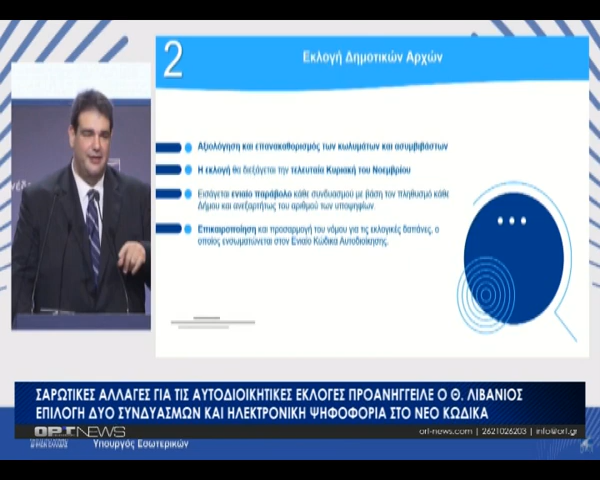 2
Εκλογή Δημοτικών Αρχών
Αξιολόγηση και επανακαθορισμός των κωλυμάτων και ασυμβιβάστων
Η εκλογή θα διεξάγεται την τελευταία Κυριακή του Νοεμβρίου
Εισάγεται ενιαίο παράβολο κάθε συνδυασμού με βάση τον πληθυσμό κάθε
Δήμου και ανεξαρτήτως του αριθμού των υποψηφίων.
Επικαιροποίηση και προσαρμογή του νόμου για τις εκλογικές δαπάνες, ο
οποίος ενσωματώνεται στον Ενιαίο Κώδικα Αυτοδιοίκησης.
ΣΑΡΩΤΙΚΕΣ ΑΛΛΑΓΕΣ ΓΙΑ ΤΙΣ ΑΥΤΟΔΙΟΙΚΗΤΙΚΕΣ ΕΚΛΟΓΕΣ ΠΡΟΑΝΗΓΓΕΙΛΕ Ο Θ. ΛΙΒΑΝΙΟΣ
ΕΠΙΛΟΓΗ ΔΥΟ ΣΥΝΔΥΑΣΜΩΝ ΚΑΙ ΗΛΕΚΤΡΟΝΙΚΗ ΨΗΦΟΦΟΡΙΑ ΣΤΟ ΝΕΟ ΚΩΔΙΚΑ
ORT NEWS
ort-news.com | 2621026203 | info@ort.gr
Υπουργός Εσωτερικών